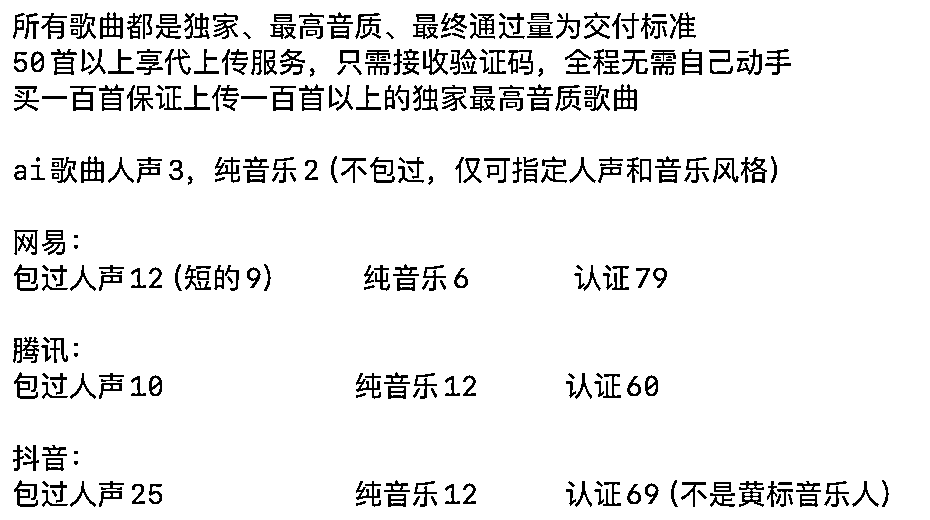 所有歌曲都是独家、最高音质、最终通过量为交付标准
50首以上享代上传服务，只需接收验证码，全程无需自己动手
买一百首保证上传一百首以上的独家最高音质歌曲
ai歌曲人声3，纯音乐2（不包过，仅可指定人声和音乐风格）
网易：
包过人声12（短的9） 纯音乐6 认证79
腾讯：
包过人声10 纯音乐12 认证60
抖音：
包过人声25 纯音乐12 认证69（不是黄标音乐人）